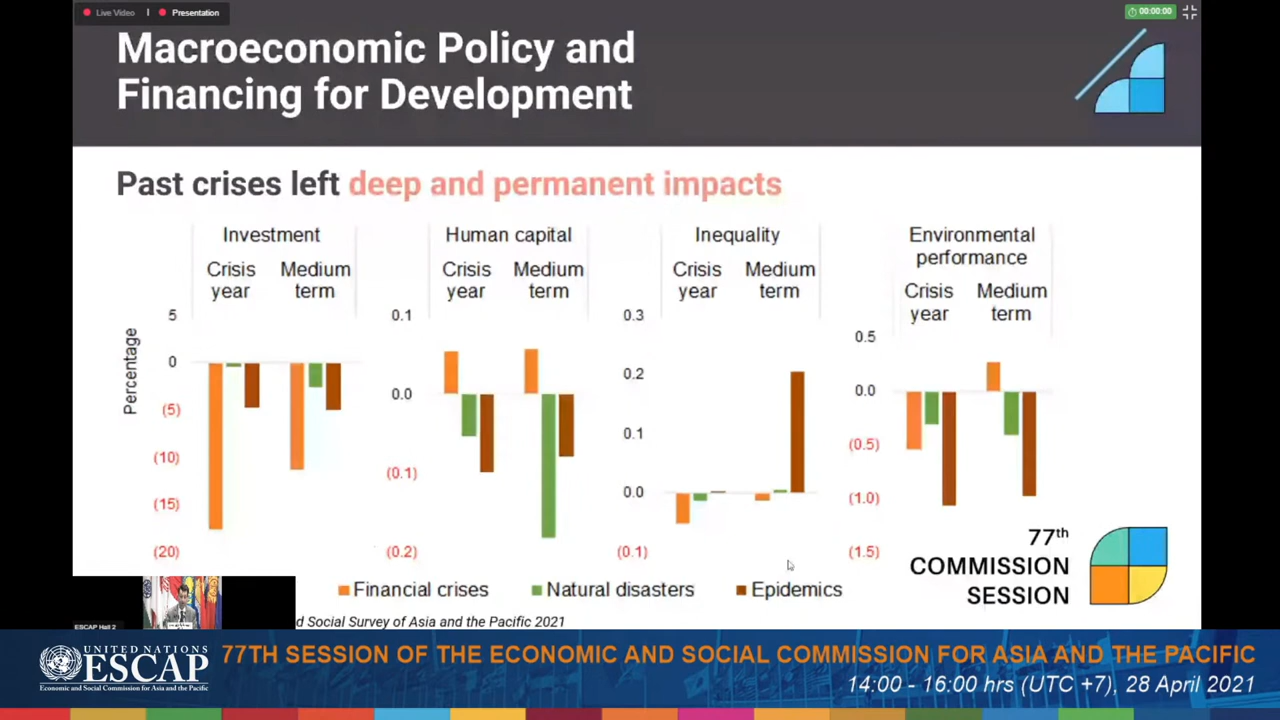 Live Video | Presentation
00:00:00
Macroeconomic Policy and
Financing for Development
Past crises left deep and permanent impacts
Investment
Crisis year
Medium term
Percentage
5
0
(5)
(10)
(15)
(20)
Human capital
Crisis year
Medium term
0.1
0.0
(0.1)
(0.2)
Inequality
Crisis year
Medium term
0.3
0.2
0.1
0.0
(0.1)
Environmental
performance
Crisis year
Medium term
0.5
0.0
(0.5)
(1.0)
(1.5)
Financial crises
Natural disasters
Epidemics
77th
COMMISSION
SESSION
d Social Survey of Asia and the Pacific 2021
ESCAP Hall 2
UNITED NATIONS
ESCAP
Economic and Social Commission for Asia and the Pacific
77TH SESSION OF THE ECONOMIC AND SOCIAL COMMISSION FOR ASIA AND THE PACIFIC
14:00 - 16:00 hrs (UTC +7), 28 April 2021